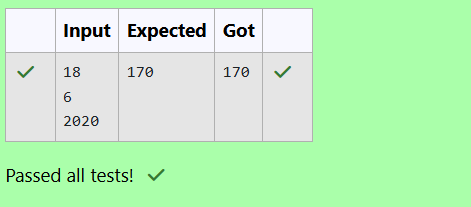 Input Expected Got
18 170 170
6
2020
Passed all tests!